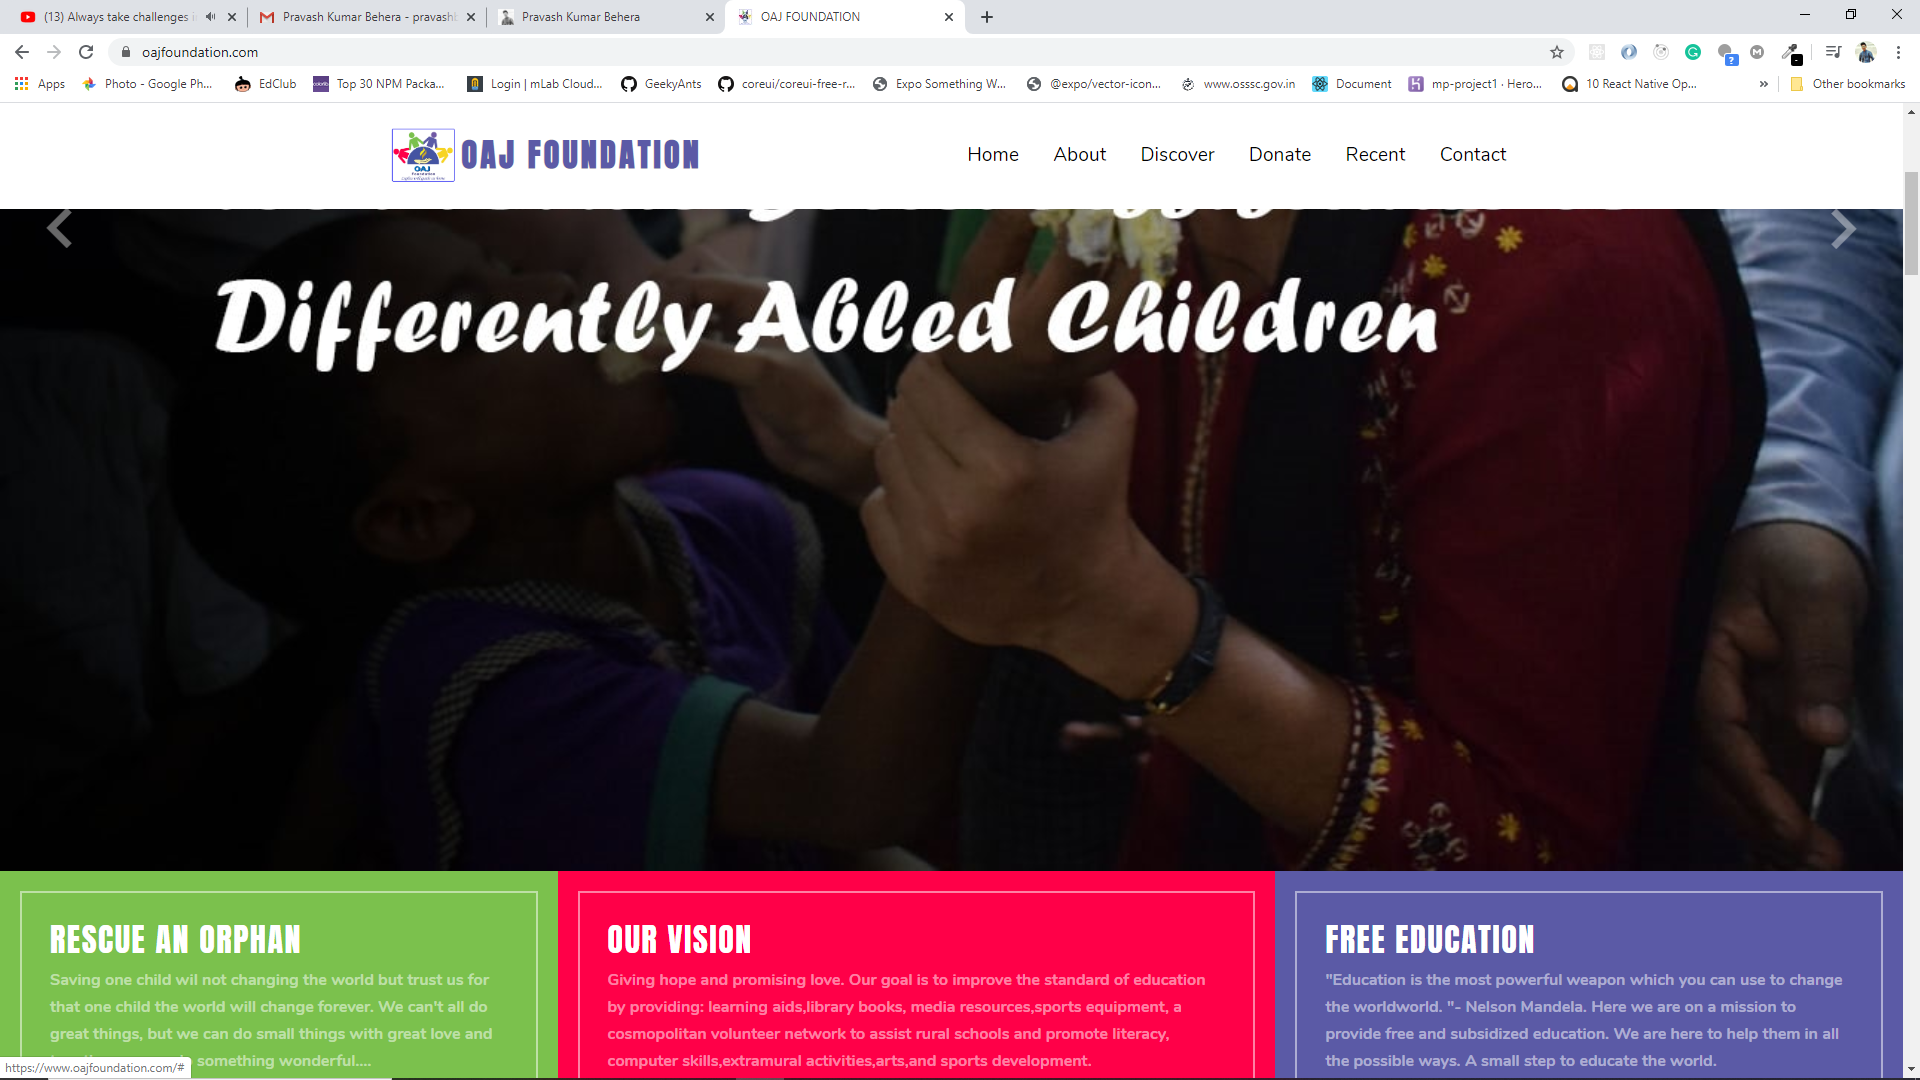 (13) Always take challenges i
Pravash Kumar Behera - pravashb
Pravash Kumar Behera
OAJ FOUNDATION
oajfoundation.com
Apps
Photo - Google Ph...
EdClub
Top 30 NPM Packa...
Login | mLab Cloud...
GeekyAnts
coreui/coreui-free-r...
Expo Something W...
@expo/vector-icon...
www.osssc.gov.in
Document
mp-project1 · Hero...
10 React Native Op...
»
Other bookmarks
OAJ
OAJ FOUNDATION
Home
About
Discover
Donate
Recent
Contact
Differently Abled Children
RESCUE AN ORPHAN
Saving one child wil not changing the world but trust us for
that one child the world will change forever. We can't all do
great things, but we can do small things with great love and
something wonderful....
OUR VISION
Giving hope and promising love. Our goal is to improve the standard of education
by providing: learning aids,library books, media resources,sports equipment, a
cosmopolitan volunteer network to assist rural schools and promote literacy,
computer skills,extramural activities,arts,and sports development.
FREE EDUCATION
"Education is the most powerful weapon which you can use to change
the worldworld. "- Nelson Mandela. Here we are on a mission to
provide free and subsidized education. We are here to help them in all
the possible ways. A small step to educate the world.
https://www.oajfoundation.com/#